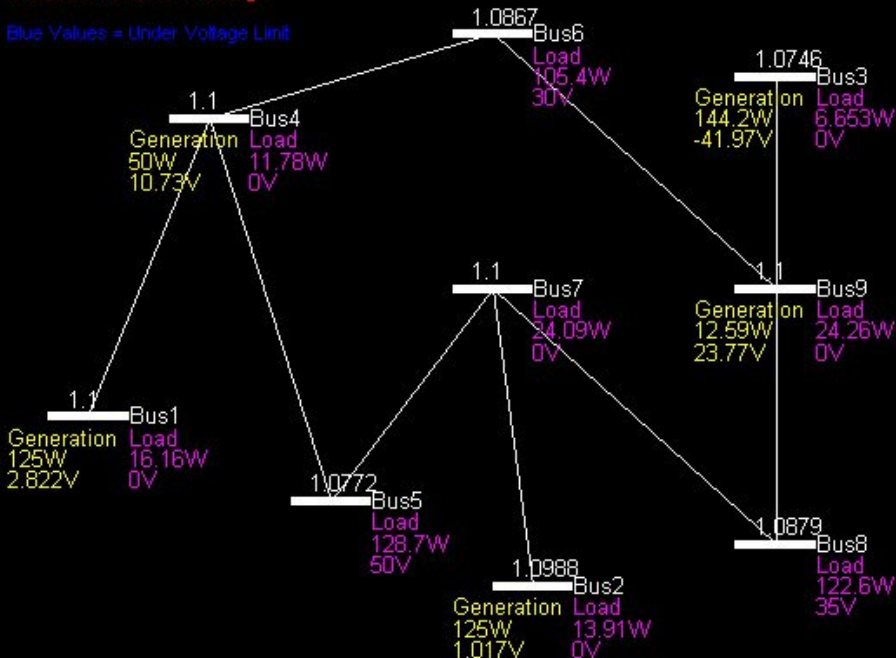 Blue Values = Under Voltage Limit
1.0867
Bus6
Load
105.4W
30V
1.0746
Bus3
Generation
144.2W
-41.97V
Load
6.653W
0V
1.1
Bus4
Generation
50W
10.73V
Load
11.78W
0V
1.1
Bus7
Load
24.09W
0V
1.1
Bus9
Generation
12.59W
23.77V
Load
24.26W
0V
1.1
Bus1
Generation
125W
2.822V
Load
16.16W
0V
1.0772
Bus5
Load
128.7W
50V
1.0879
Bus8
Load
122.6W
35V
1.0988
Bus2
Generation
125W
1.017V
Load
13.91W
0V